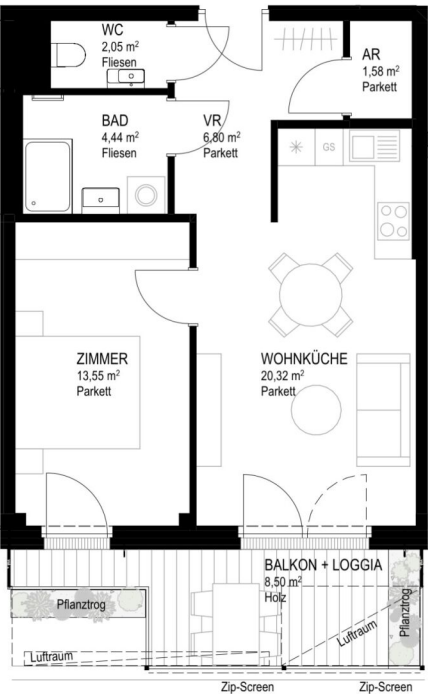 WC
2,05 m²
Fliesen
AR
1,58 m²
Parkett
BAD
4,44 m²
Fliesen
VR
6,80 m²
Parkett
GS
ZIMMER
13,55 m²
Parkett
WOHNKÜCHE
20,32 m²
Parkett
BALKON + LOGGIA
8,50 m²
Holz
Pflanztrog
Pflanztrog
Luftraum
Luftraum
Zip-Screen
Zip-Screen